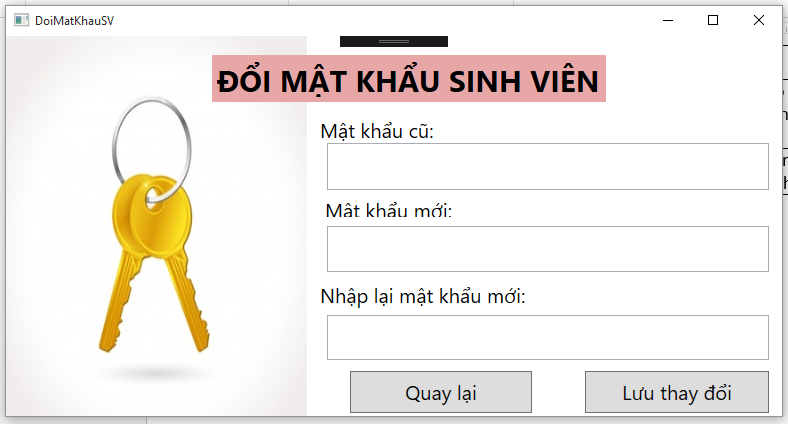 DoiMatKhauSV
ĐỔI MẬT KHẨU SINH VIÊN
Mật khẩu cũ:
Mật khẩu mới:
Nhập lại mật khẩu mới:
Quay lại
Lưu thay đổi